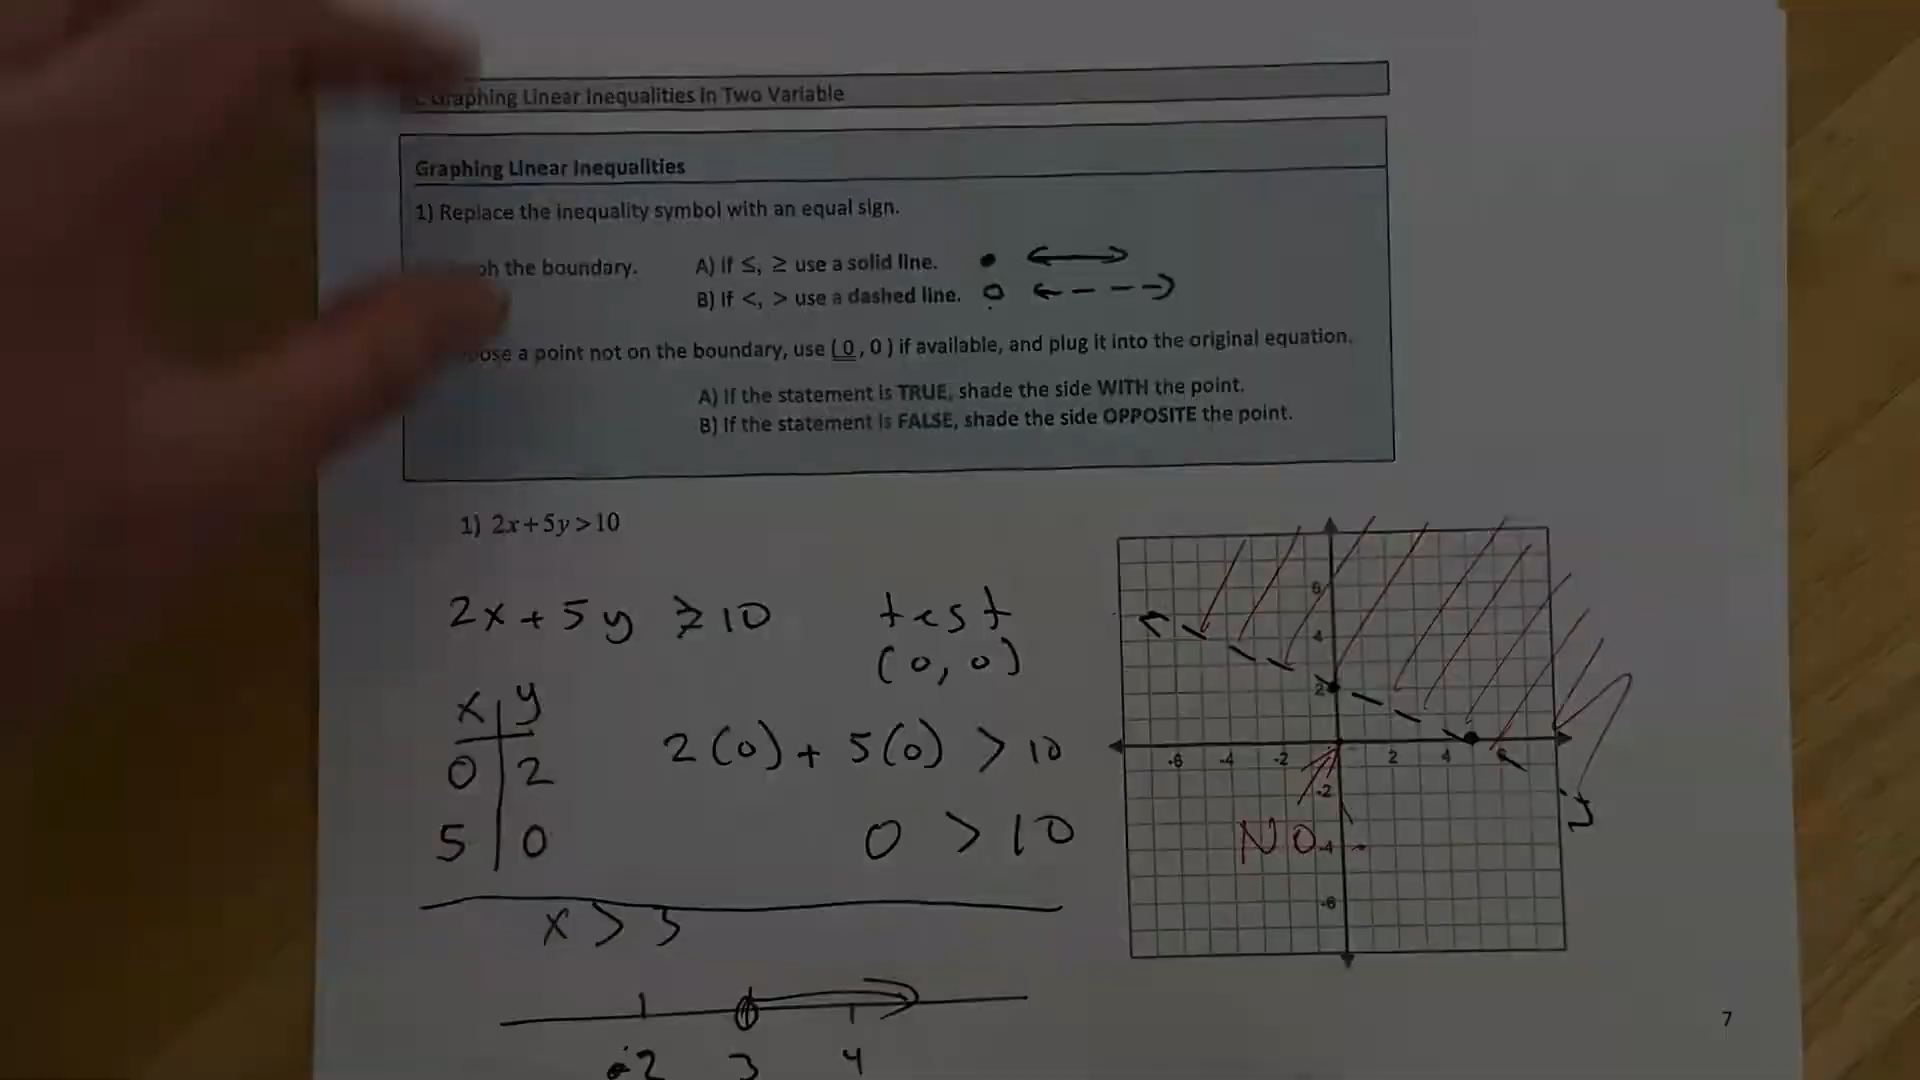 Graphing Linear Inequalities in Two Variable
Graphing Linear Inequalities
1) Replace the inequality symbol with an equal sign.
the boundary. A) If ≤, ≥ use a solid line.
B) If <, > use a dashed line.
a point not on the boundary, use (0, 0) if available, and plug it into the original equation.
A) If the statement is TRUE, shade the side WITH the point.
B) If the statement is FALSE, shade the side OPPOSITE the point.
1) 2x+5y>10
2x + 5y ≥ 10
test
(0, 0)
x y
0 2
5 0
2(0) + 5(0) > 10
0 > 10
x > 3
2 3 4
6
4
2
-6 -4 -2 2 4 6
-2
NO
-4
-6
7